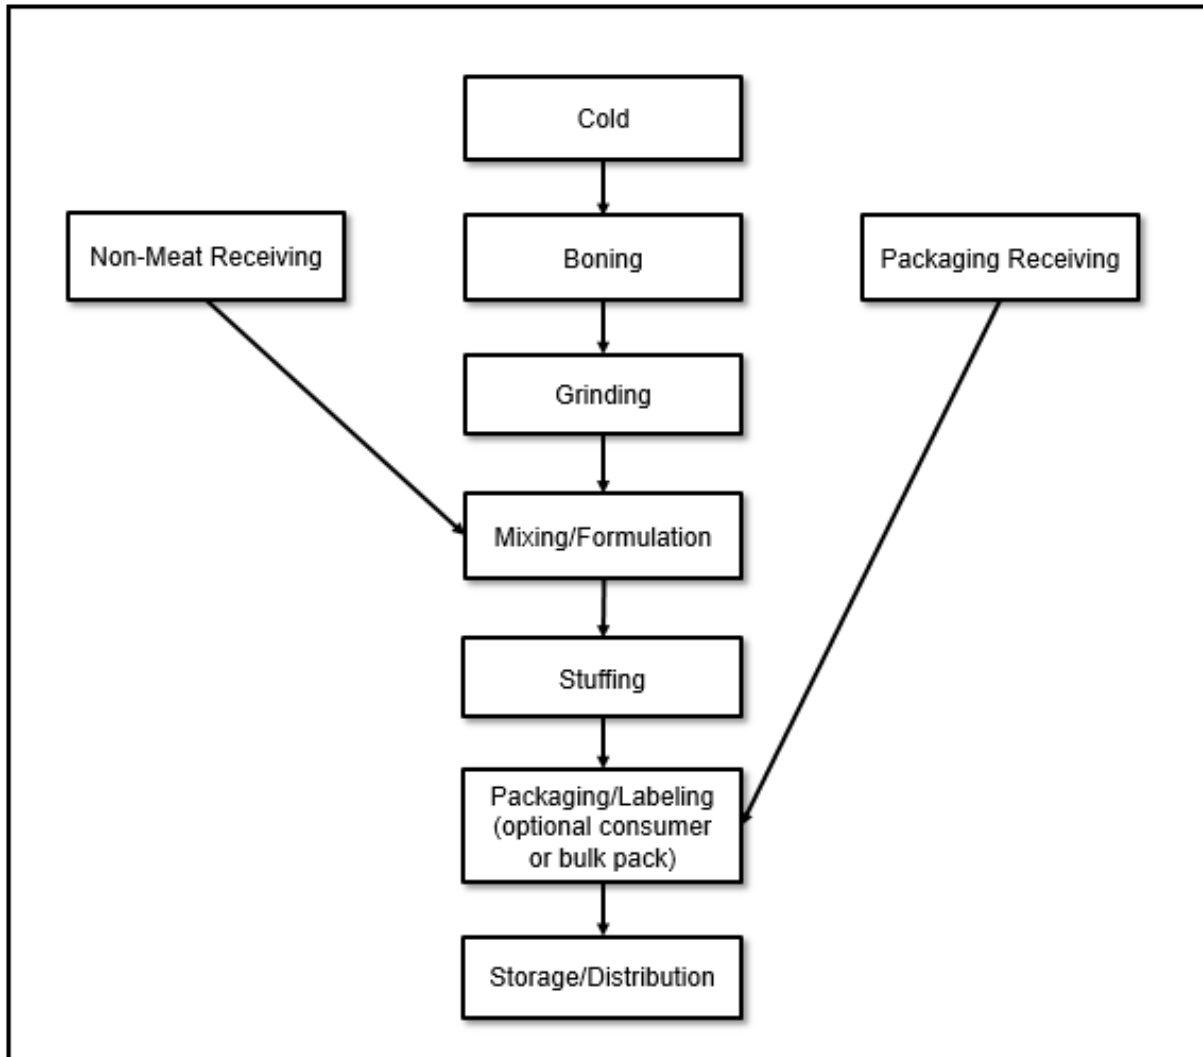 Cold
Non-Meat Receiving
Boning
Packaging Receiving
Grinding
Mixing/Formulation
Stuffing
Packaging/Labeling
(optional consumer
or bulk pack)
Storage/Distribution